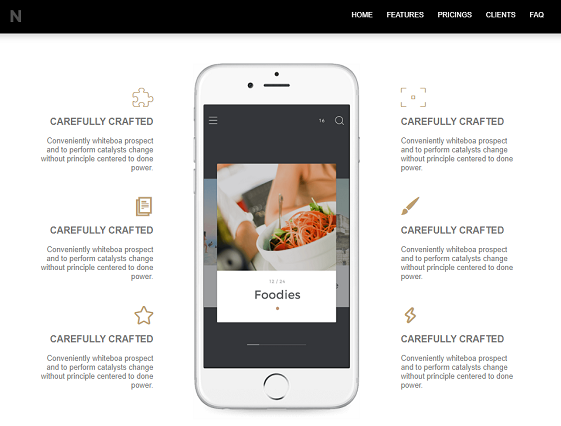 N
HOME FEATURES PRICINGS CLIENTS FAQ
CAREFULLY CRAFTED
Conveniently whiteboa prospect
and to perform catalysts change
without principle centered to done
power.
CAREFULLY CRAFTED
Conveniently whiteboa prospect
and to perform catalysts change
without principle centered to done
power.
CAREFULLY CRAFTED
Conveniently whiteboa prospect
and to perform catalysts change
without principle centered to done
power.
16
12 / 24
Foodies
CAREFULLY CRAFTED
Conveniently whiteboa prospect
and to perform catalysts change
without principle centered to done
power.
CAREFULLY CRAFTED
Conveniently whiteboa prospect
and to perform catalysts change
without principle centered to done
power.
CAREFULLY CRAFTED
Conveniently whiteboa prospect
and to perform catalysts change
without principle centered to done
power.